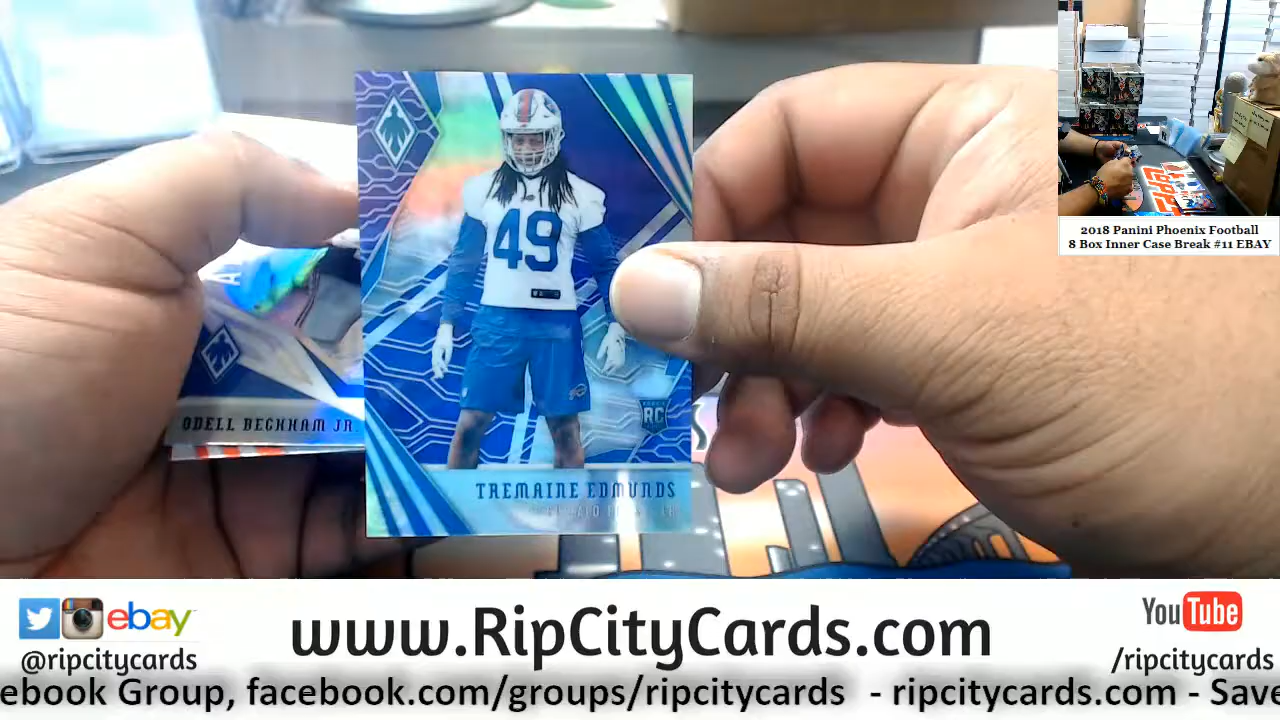 49
RC
TREMAINE EDMUNDS
ODELL BECKHAM JR.
2018 Panini Phoenix Football
8 Box Inner Case Break #11 EBAY
ebay
@ripcitycards
www.RipCityCards.com
YouTube
/ripcitycards
ebook Group, facebook.com/groups/ripcitycards - ripcitycards.com - Save